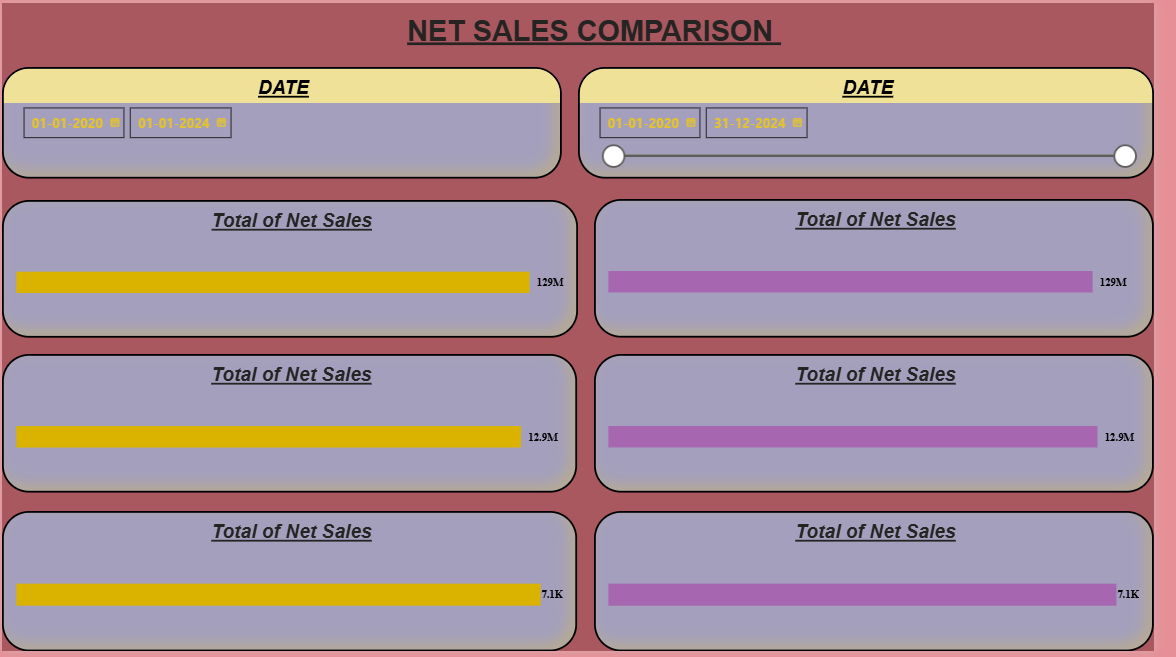 NET SALES COMPARISON
DATE
01-01-2020 01-01-2024
DATE
01-01-2020 31-12-2024
Total of Net Sales
129M
Total of Net Sales
129M
Total of Net Sales
12.9M
Total of Net Sales
12.9M
Total of Net Sales
7.1K
Total of Net Sales
7.1K